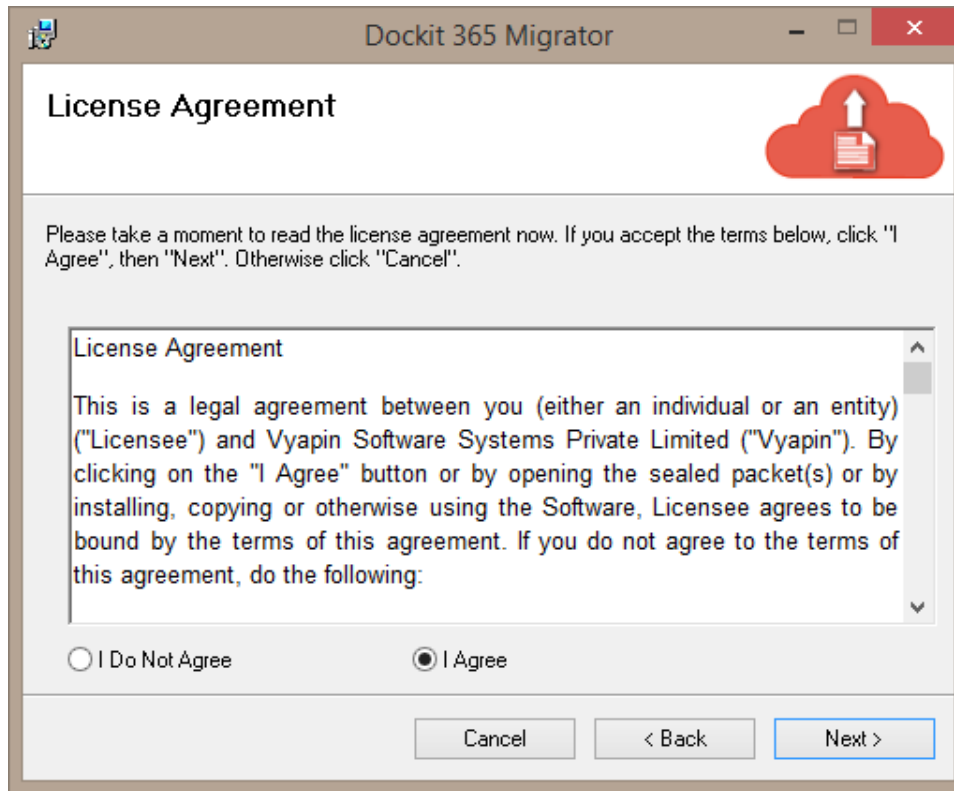 Dockit 365 Migrator
License Agreement
Please take a moment to read the license agreement now. If you accept the terms below, click "I
Agree", then "Next". Otherwise click "Cancel".
License Agreement
This is a legal agreement between you (either an individual or an entity)
("Licensee") and Vyapin Software Systems Private Limited ("Vyapin"). By
clicking on the "I Agree" button or by opening the sealed packet(s) or by
installing, copying or otherwise using the Software, Licensee agrees to be
bound by the terms of this agreement. If you do not agree to the terms of
this agreement, do the following:
I Do Not Agree
I Agree
Cancel
< Back
Next >